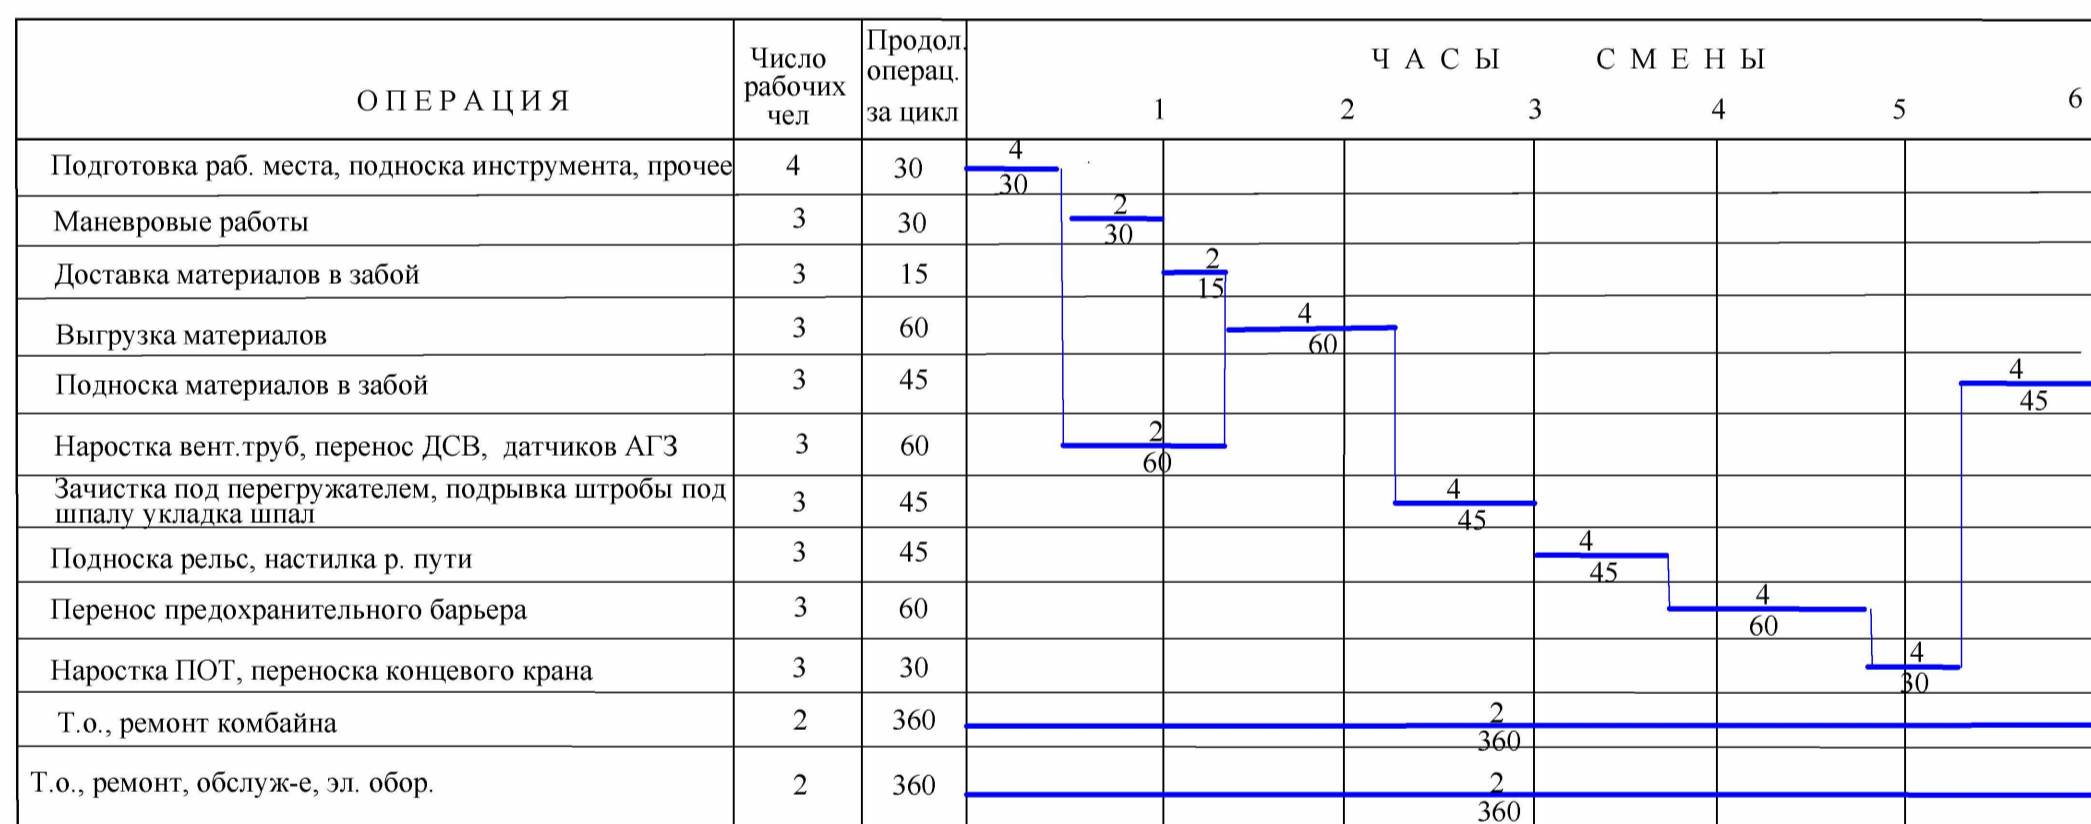 ОПЕРАЦИЯ
Число
рабочих
чел
Продол.
операц.
за цикл
ЧАСЫ СМЕНЫ
1 2 3 4 5 6
Подготовка раб. места, подноска инструмента, прочее 4 30 4
30
Маневровые работы 3 30 2
30
Доставка материалов в забой 3 15 2
15
Выгрузка материалов 3 60 4
60
Подноска материалов в забой 3 45 4
45
Наростка вент.труб, перенос ДСВ, датчиков АГЗ 3 60 2
60
Зачистка под перегружателем, подрывка штробы под
шпалу укладка шпал 3 45 4
45
Подноска рельс, настилка р. пути 3 45 4
45
Перенос предохранительного барьера 3 60 4
60
Наростка ПОТ, переноска концевого крана 3 30 4
30
Т.о., ремонт комбайна 2 360 2
360
Т.о., ремонт, обслуж-е, эл. обор. 2 360 2
360